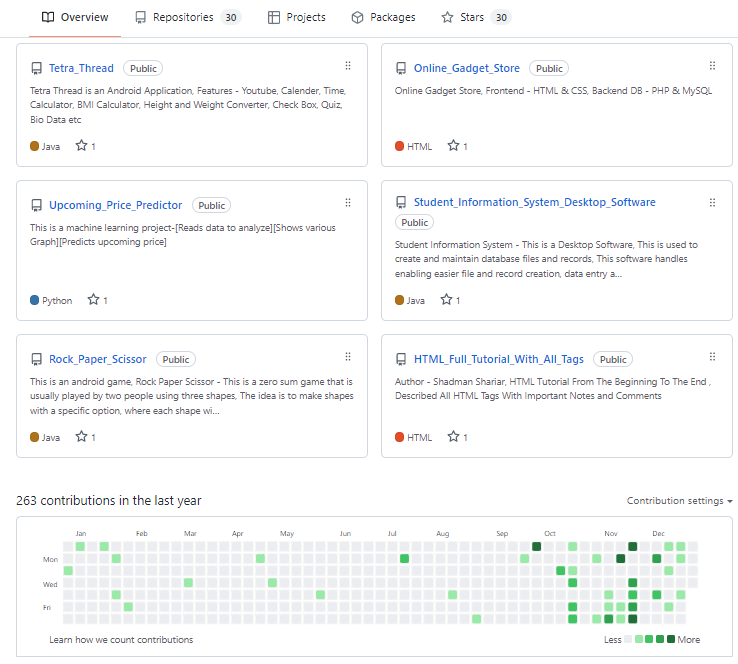 Overview Repositories 30 Projects Packages Stars 30
Tetra_Thread Public
Tetra Thread is an Android Application, Features - Youtube, Calender, Time,
Calculator, BMI Calculator, Height and Weight Converter, Check Box, Quiz,
Bio Data etc
Java 1
Online_Gadget_Store Public
Online Gadget Store, Frontend - HTML & CSS, Backend DB - PHP & MySQL
HTML 1
Upcoming_Price_Predictor Public
This is a machine learning project-[Reads data to analyze][Shows various
Graph][Predicts upcoming price]
Python 1
Student_Information_System_Desktop_Software
Public
Student Information System - This is a Desktop Software, This is used to
create and maintain database files and records, This software handles
enabling easier file and record creation, data entry a...
Java 1
Rock_Paper_Scissor Public
This is an android game, Rock Paper Scissor - This is a zero sum game that is
usually played by two people using three shapes, The idea is to make shapes
with a specific option, where each shape wi...
Java 1
HTML_Full_Tutorial_With_All_Tags Public
Author - Shadman Shariar, HTML Tutorial From The Beginning To The End ,
Described All HTML Tags With Important Notes and Comments
HTML 1
263 contributions in the last year
Contribution settings
Jan Feb Mar Apr May Jun Jul Aug Sep Oct Nov Dec
Mon
Wed
Fri
Learn how we count contributions
Less More